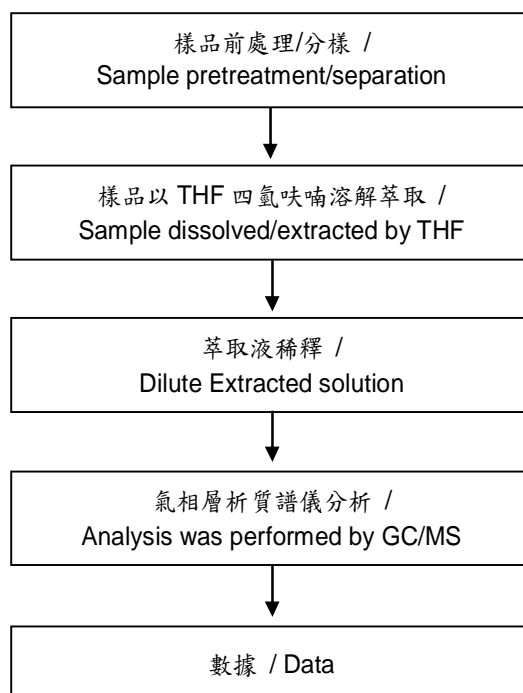 樣品前處理/分樣 /
Sample pretreatment/separation
樣品以 THF 四氫呋喃溶解萃取 /
Sample dissolved/extracted by THF
萃取液稀釋 /
Dilute Extracted solution
氣相層析質譜儀分析 /
Analysis was performed by GC/MS
數據 / Data